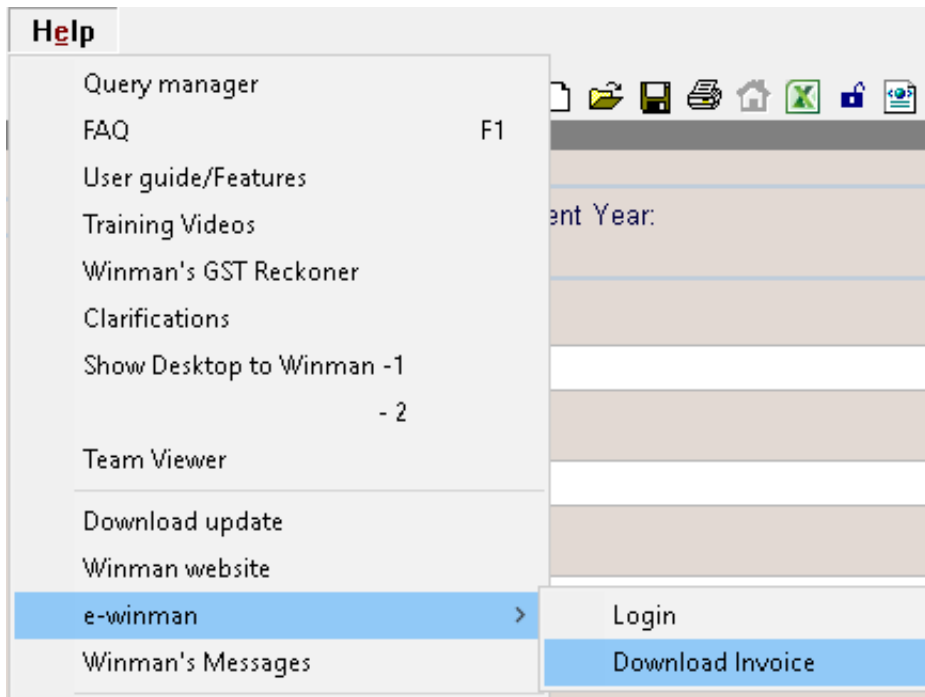 Help
Query manager
FAQ F1
User guide/Features
ent Year:
Training Videos
Winman's GST Reckoner
Clarifications
Show Desktop to Winman -1
- 2
Team Viewer
Download update
Winman website
e-winman >
Login
Winman's Messages
Download Invoice